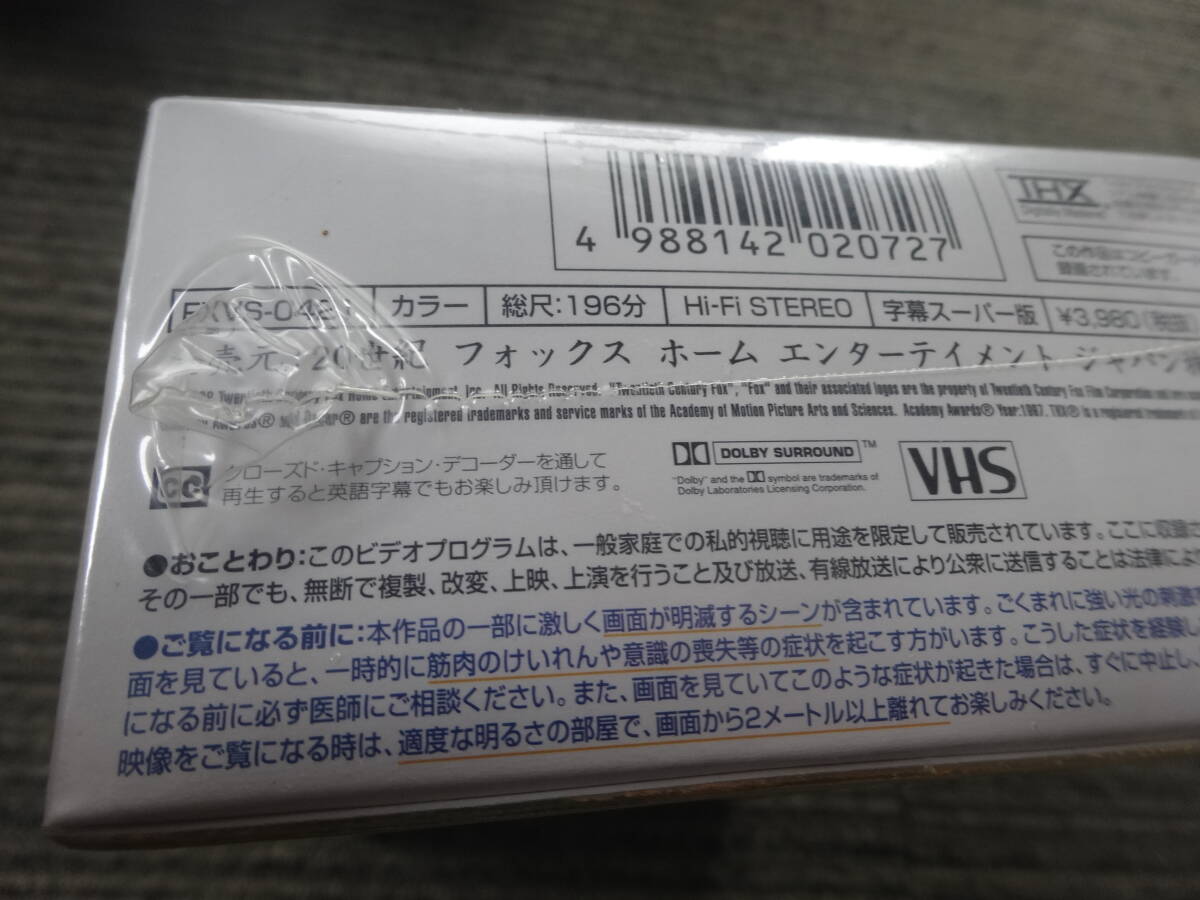 4 988142 020727
THX
カラー
総尺:196分
Hi-Fi STEREO
字幕スーパー版
¥3,980(税抜
元 20世紀 フォックス ホーム エンターテイメント ジャパン
Entertainment, Inc. All Rights Reserved. "Twentieth Century Fox", "Fox" and their associated logos are the property of Twentieth Century Fox Film Corporation and
are the registered trademarks and service marks of the Academy of Motion Picture Arts and Sciences. Academy Awards® Year:1997. THX® is a registered trademark
CC
クローズド・キャプション・デコーダーを通して
再生すると英語字幕でもお楽しみ頂けます。
DOLBY SURROUND™
"Dolby" and the symbol are trademarks of
Dolby Laboratories Licensing Corporation.
VHS
●おことわり:このビデオプログラムは、一般家庭での私的視聴に用途を限定して販売されています。ここに収録
その一部でも、無断で複製、改変、上映、上演を行うこと及び放送、有線放送により公衆に送信することは法律によ
●ご覧になる前に:本作品の一部に激しく画面が明滅するシーンが含まれています。ごくまれに強い光の刺激
面を見ていると、一時的に筋肉のけいれんや意識の喪失等の症状を起こす方がいます。こうした症状を経験し
になる前に必ず医師にご相談ください。また、画面を見ていてこのような症状が起きた場合は、すぐに中止し、
映像をご覧になる時は、適度な明るさの部屋で、画面から2メートル以上離れてお楽しみください。